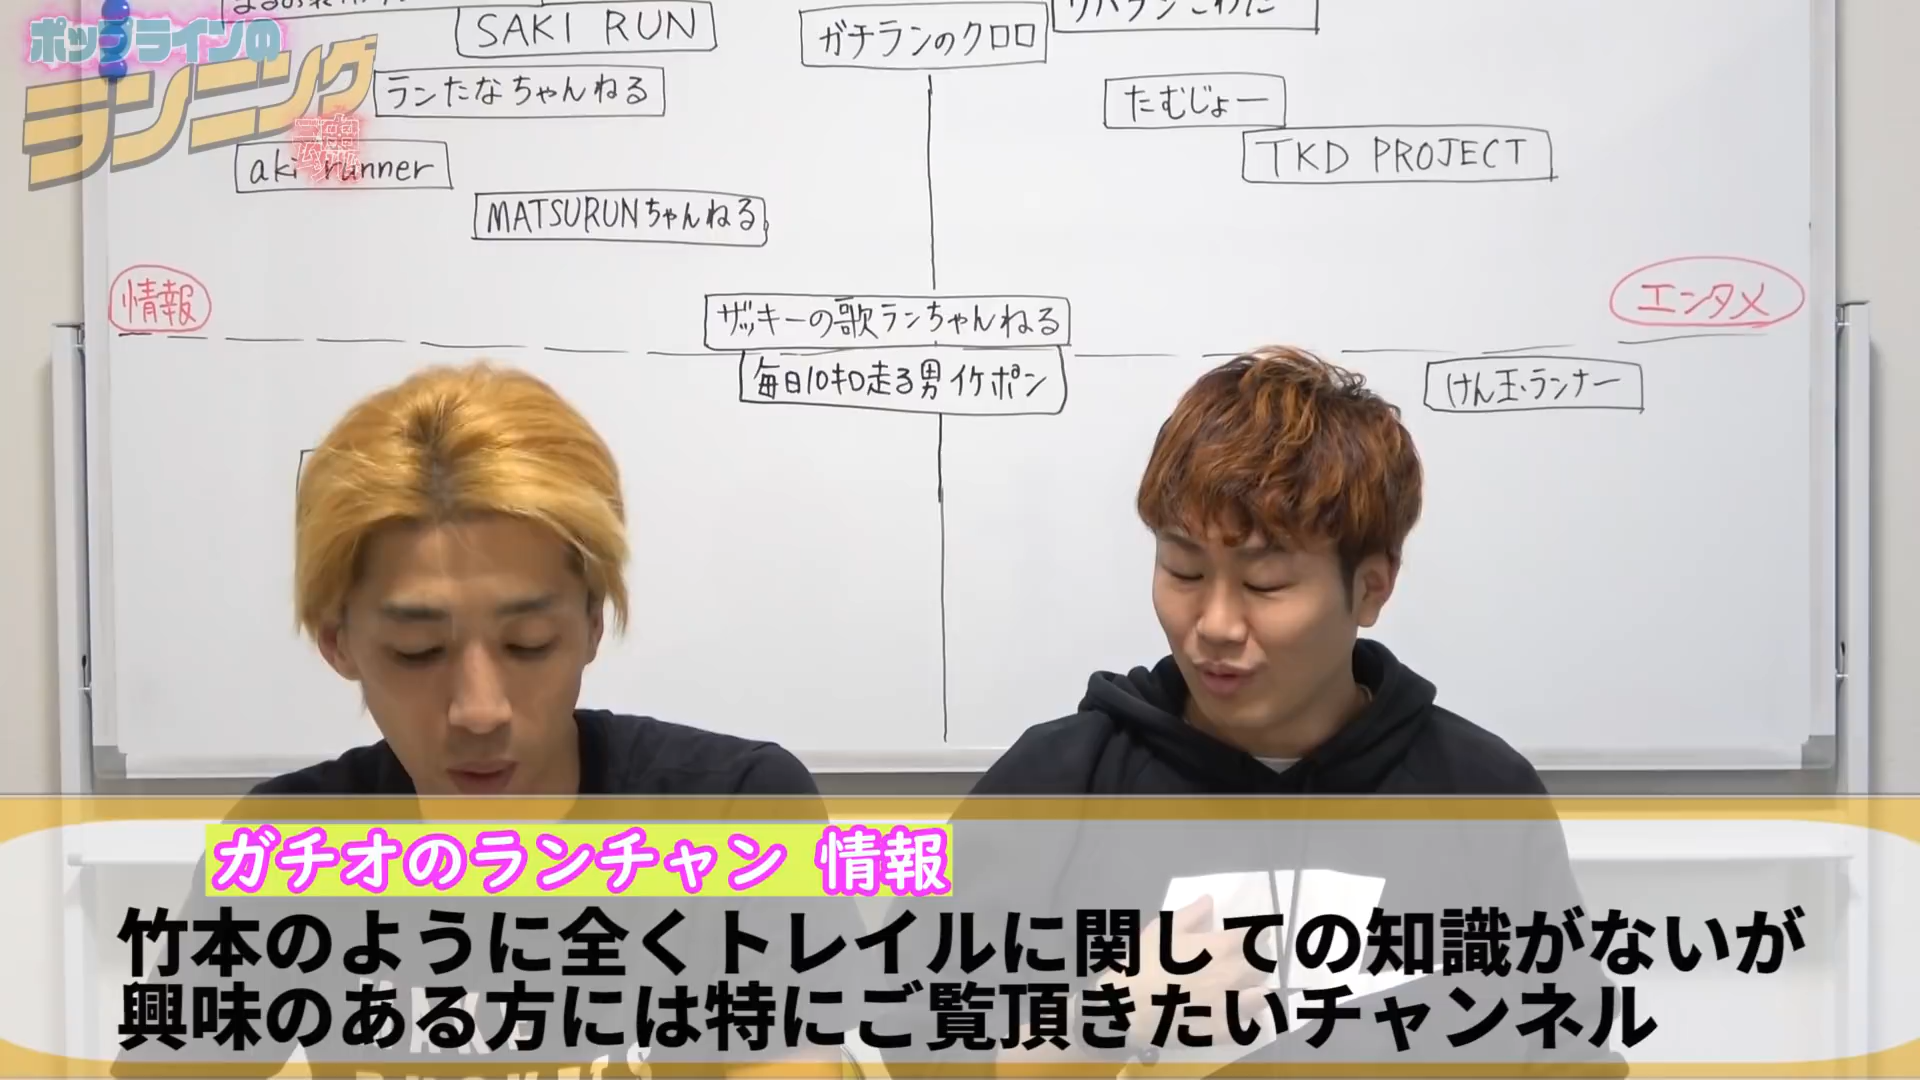 SAKI RUN
ガチランのクロロ
ポップラインの
ランニング
ランたなちゃんねる
たむじょー
TKD PROJECT
aki runner
MATSURUNちゃんねる
情報
エンタメ
ザッキーの歌ランちゃんねる
毎日10キロ走る男イケポン
けん玉・ランナー
ガチオのランチャン 情報
竹本のように全くトレイルに関しての知識がないが
興味のある方には特にご覧頂きたいチャンネル